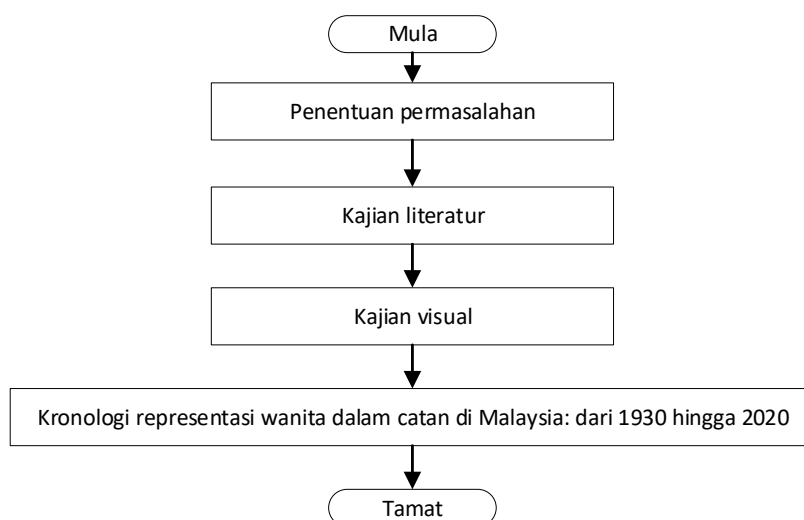 Mula
Penentuan permasalahan
Kajian literatur
Kajian visual
Kronologi representasi wanita dalam catan di Malaysia: dari 1930 hingga 2020
Tamat